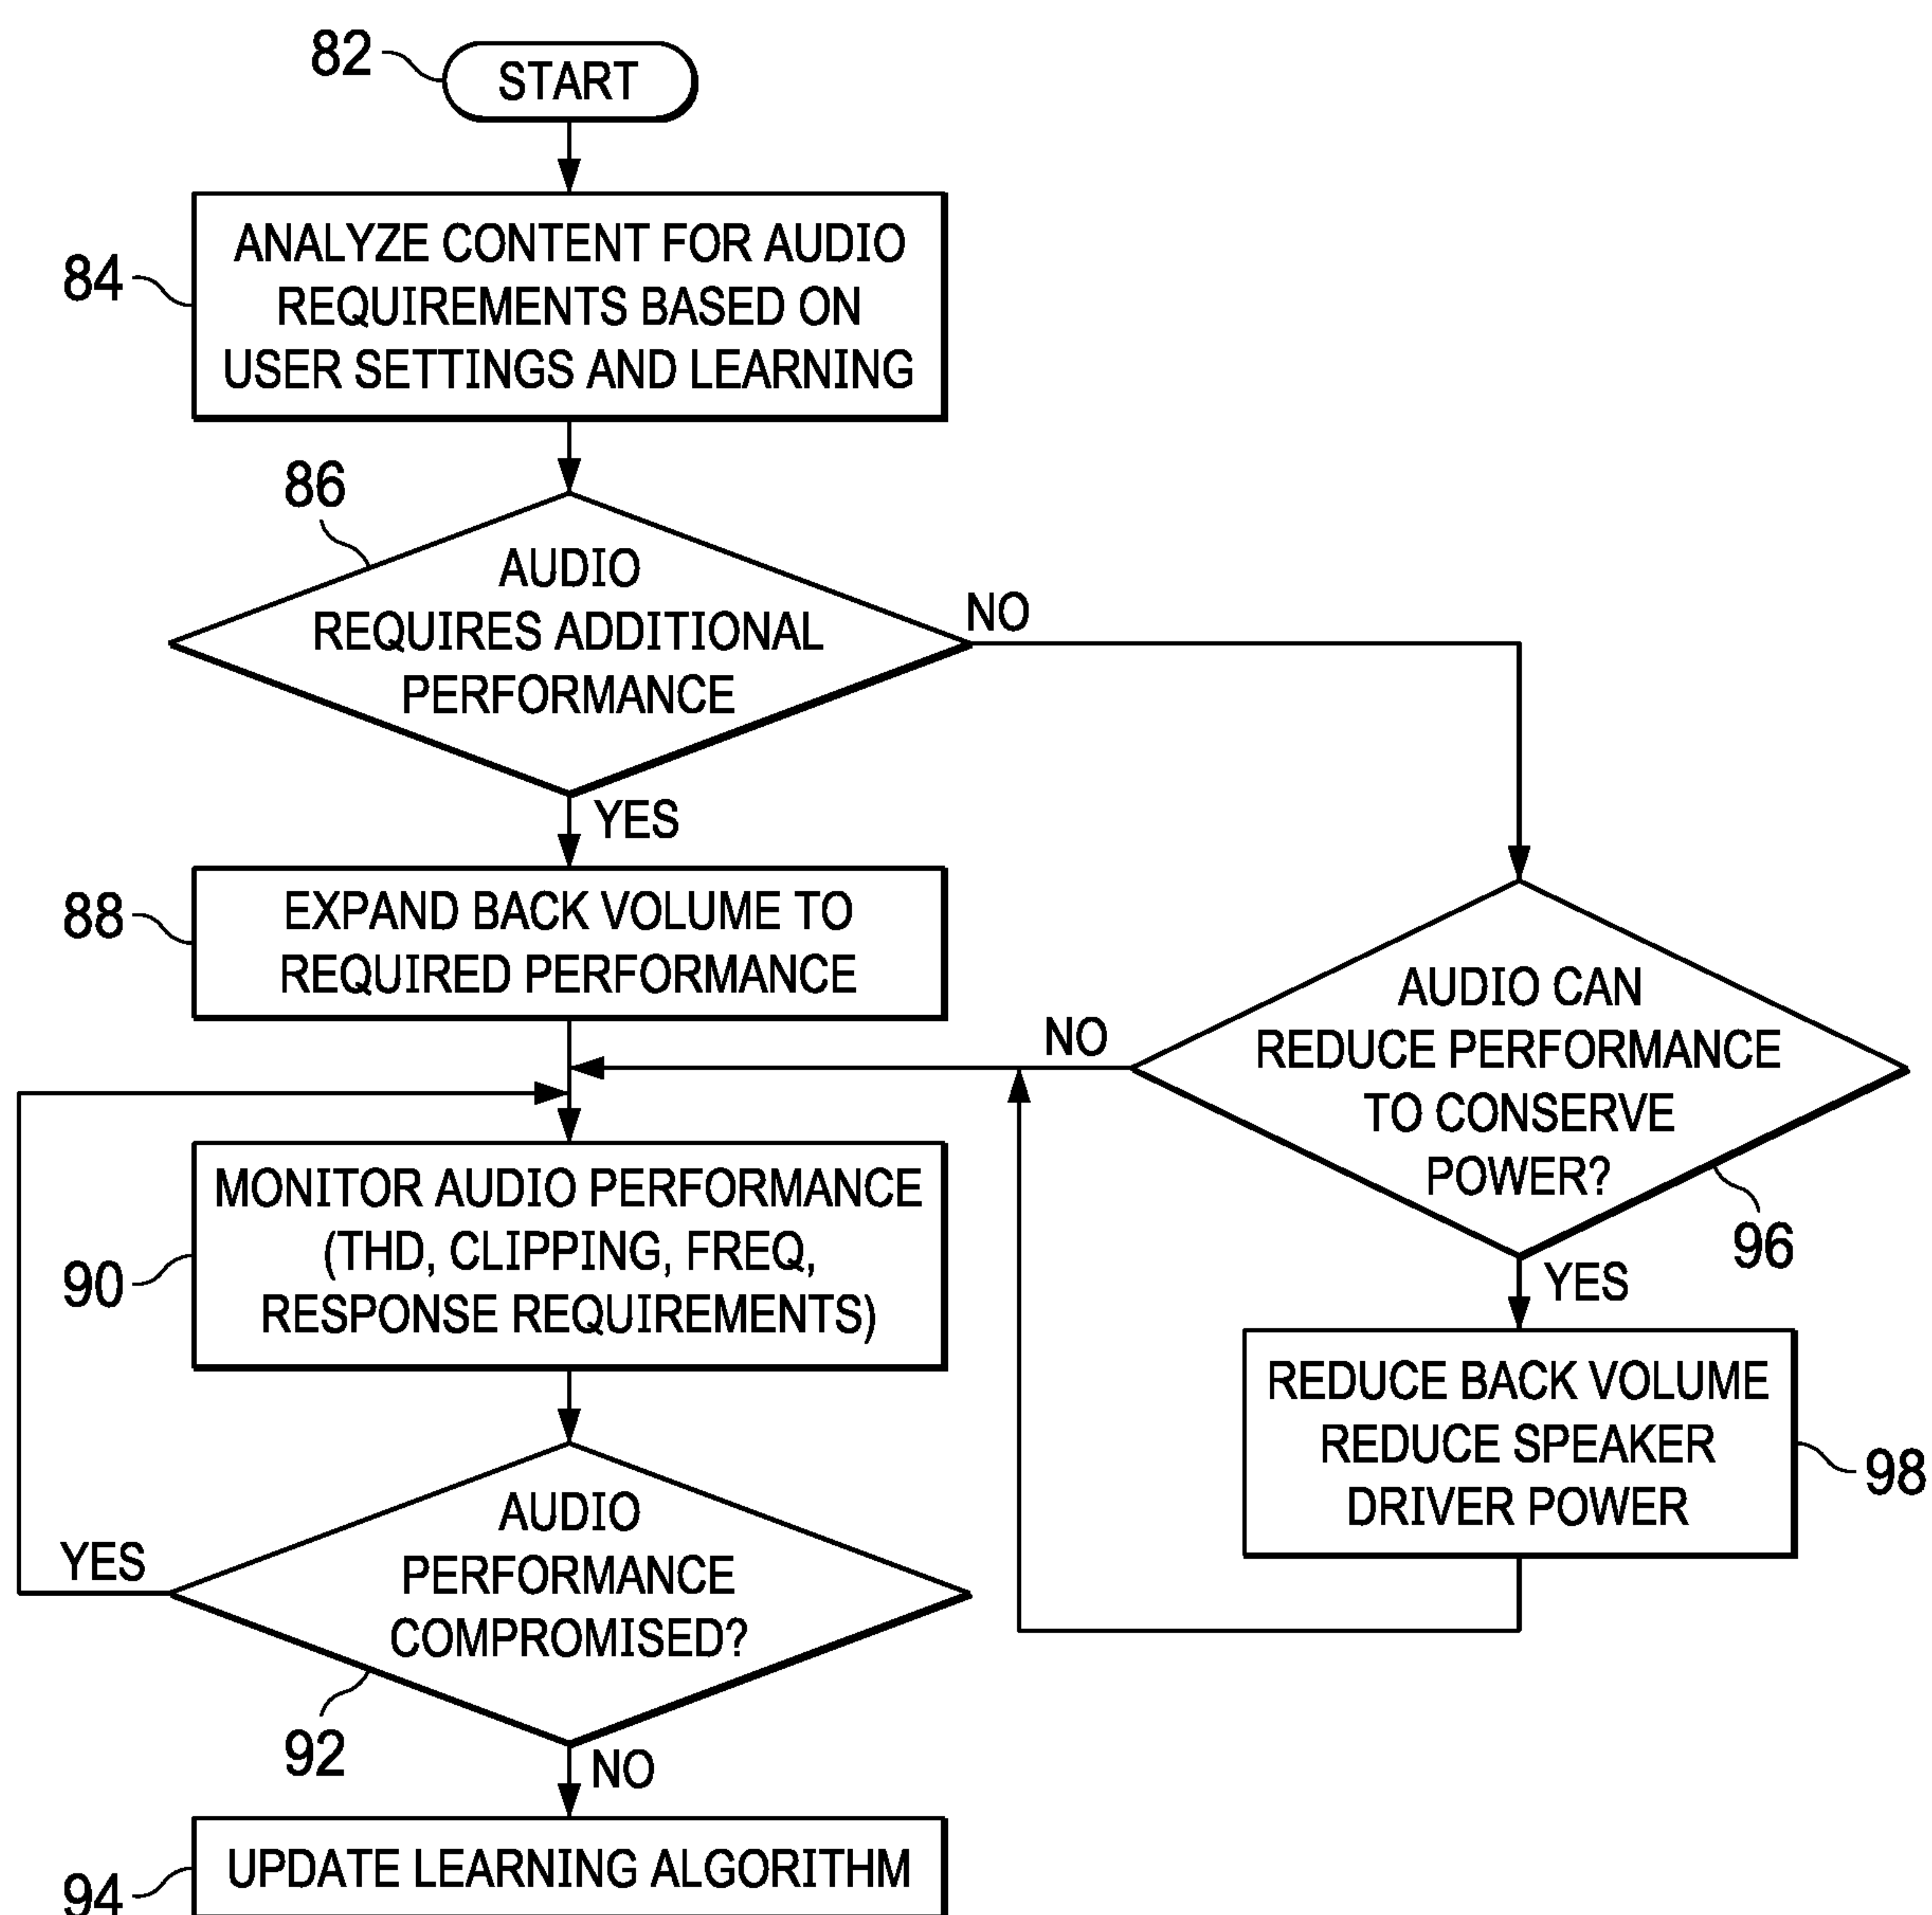 82
START
84
ANALYZE CONTENT FOR AUDIO
REQUIREMENTS BASED ON
USER SETTINGS AND LEARNING
86
AUDIO
REQUIRES ADDITIONAL
PERFORMANCE
NO
YES
88
EXPAND BACK VOLUME TO
REQUIRED PERFORMANCE
NO
AUDIO CAN
REDUCE PERFORMANCE
TO CONSERVE
POWER?
96
YES
90
MONITOR AUDIO PERFORMANCE
(THD, CLIPPING, FREQ,
RESPONSE REQUIREMENTS)
REDUCE BACK VOLUME
REDUCE SPEAKER
DRIVER POWER
98
YES
AUDIO
PERFORMANCE
COMPROMISED?
92
NO
94
UPDATE LEARNING ALGORITHM